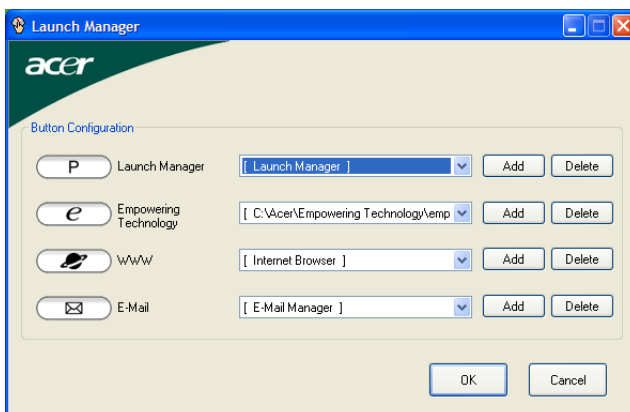 Launch Manager
acer
Button Configuration
P Launch Manager [ Launch Manager ] Add Delete
e Empowering Technology [ C:\Acer\Empowering Technology\emp Add Delete
WWW [ Internet Browser ] Add Delete
E-Mail [ E-Mail Manager ] Add Delete
OK Cancel